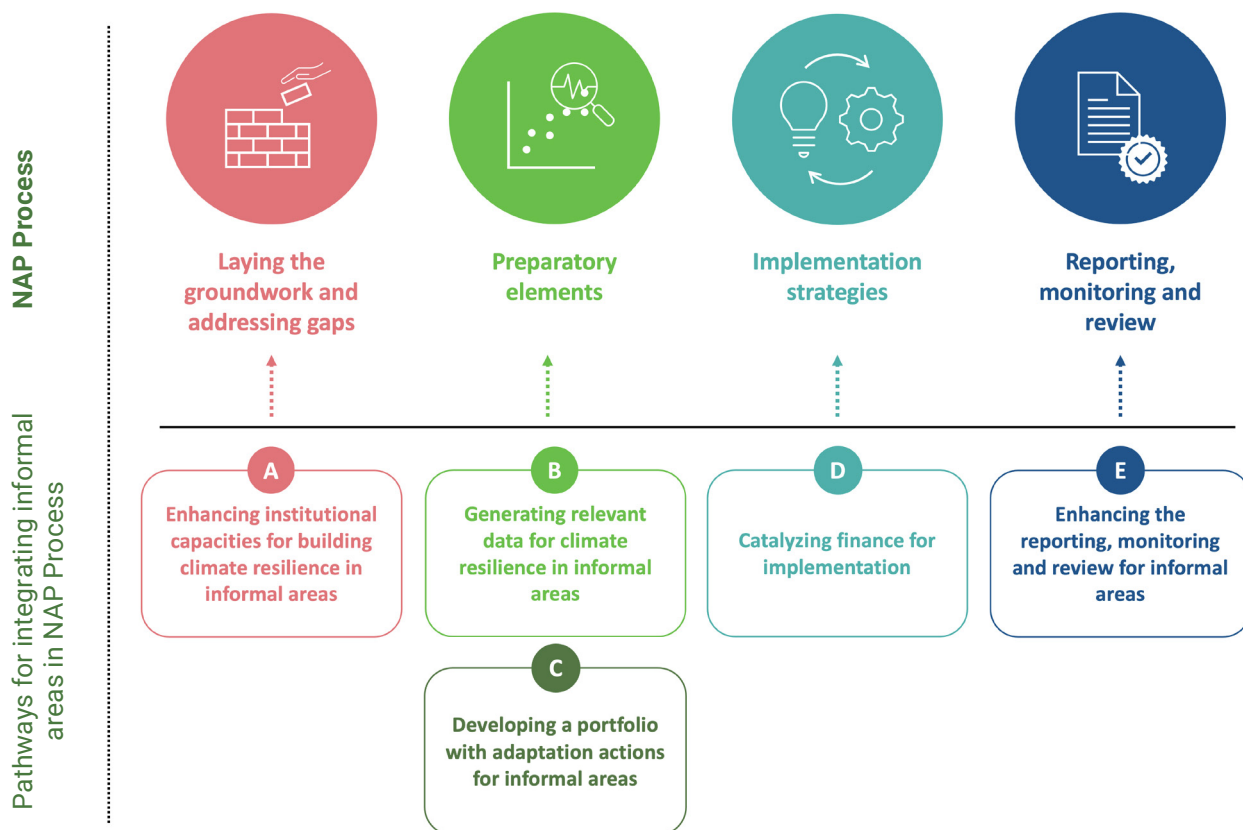 NAP Process
Laying the
groundwork and
addressing gaps
Preparatory
elements
Implementation
strategies
Reporting,
monitoring and
review
Pathways for integrating informal
areas in NAP Process
A
Enhancing institutional
capacities for building
climate resilience in
informal areas
B
Generating relevant
data for climate
resilience in informal
areas
C
Developing a portfolio
with adaptation actions
for informal areas
D
Catalyzing finance for
implementation
E
Enhancing the
reporting, monitoring
and review for informal
areas